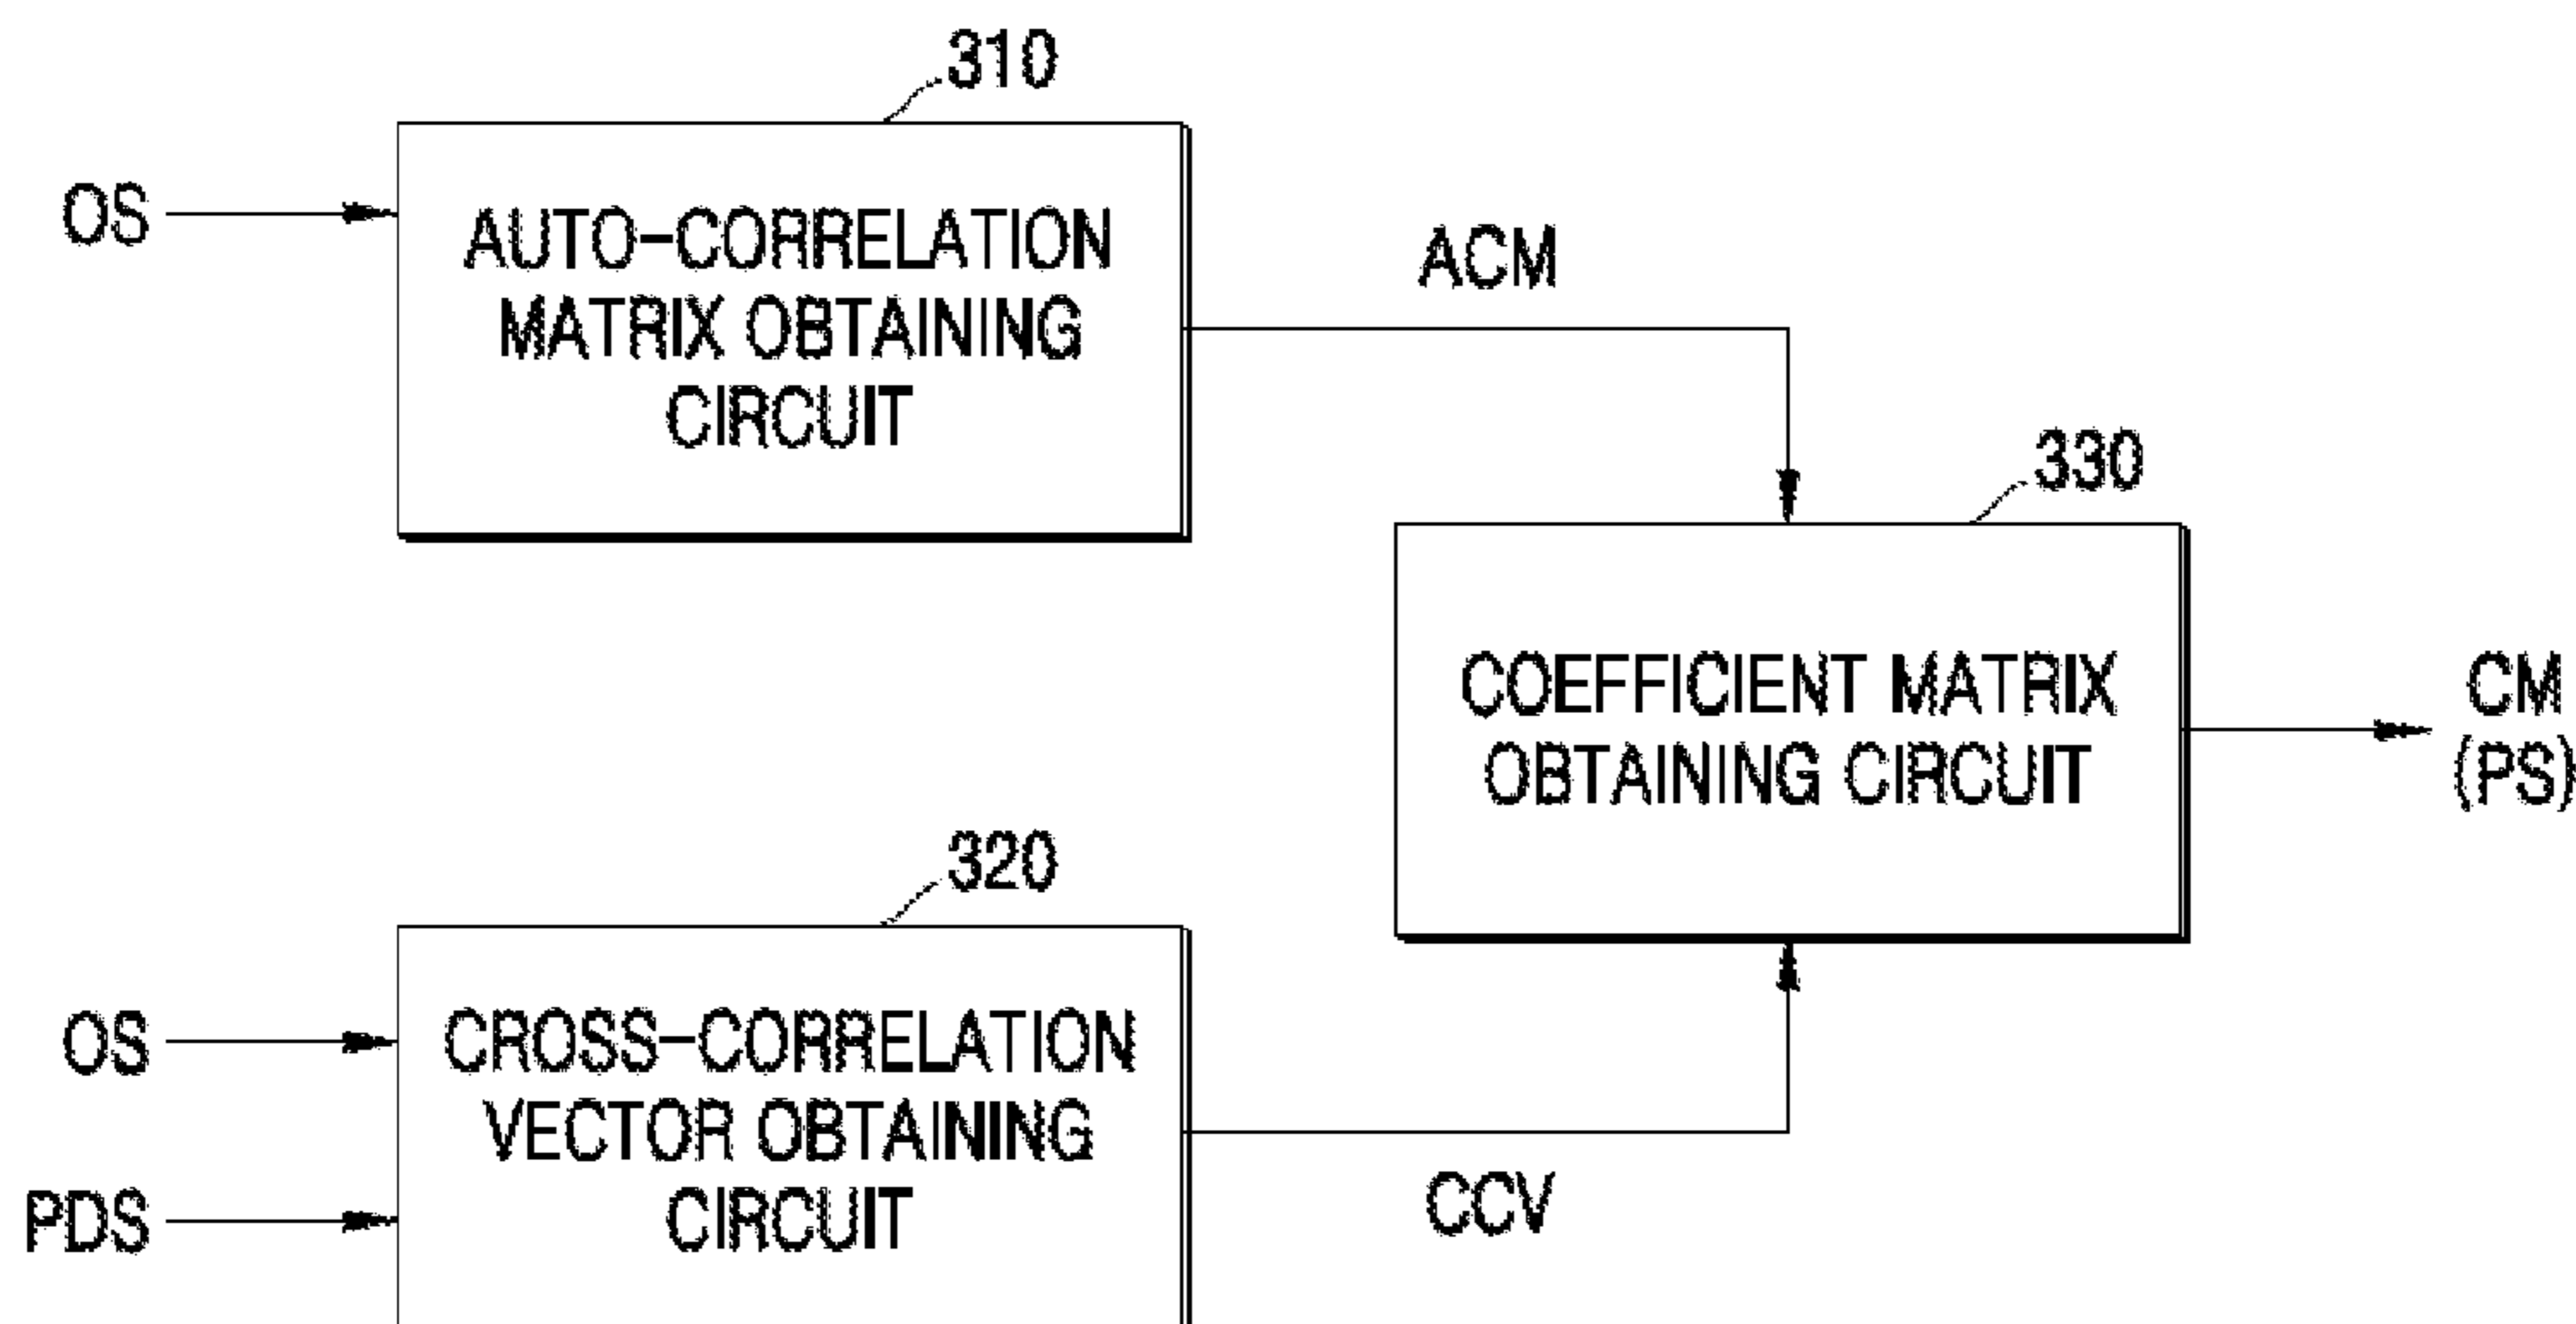 310
OS
AUTO-CORRELATION
MATRIX OBTAINING
CIRCUIT
ACM
330
COEFFICIENT MATRIX
OBTAINING CIRCUIT
CM
(PS)
320
OS
CROSS-CORRELATION
VECTOR OBTAINING
CIRCUIT
PDS
CCV